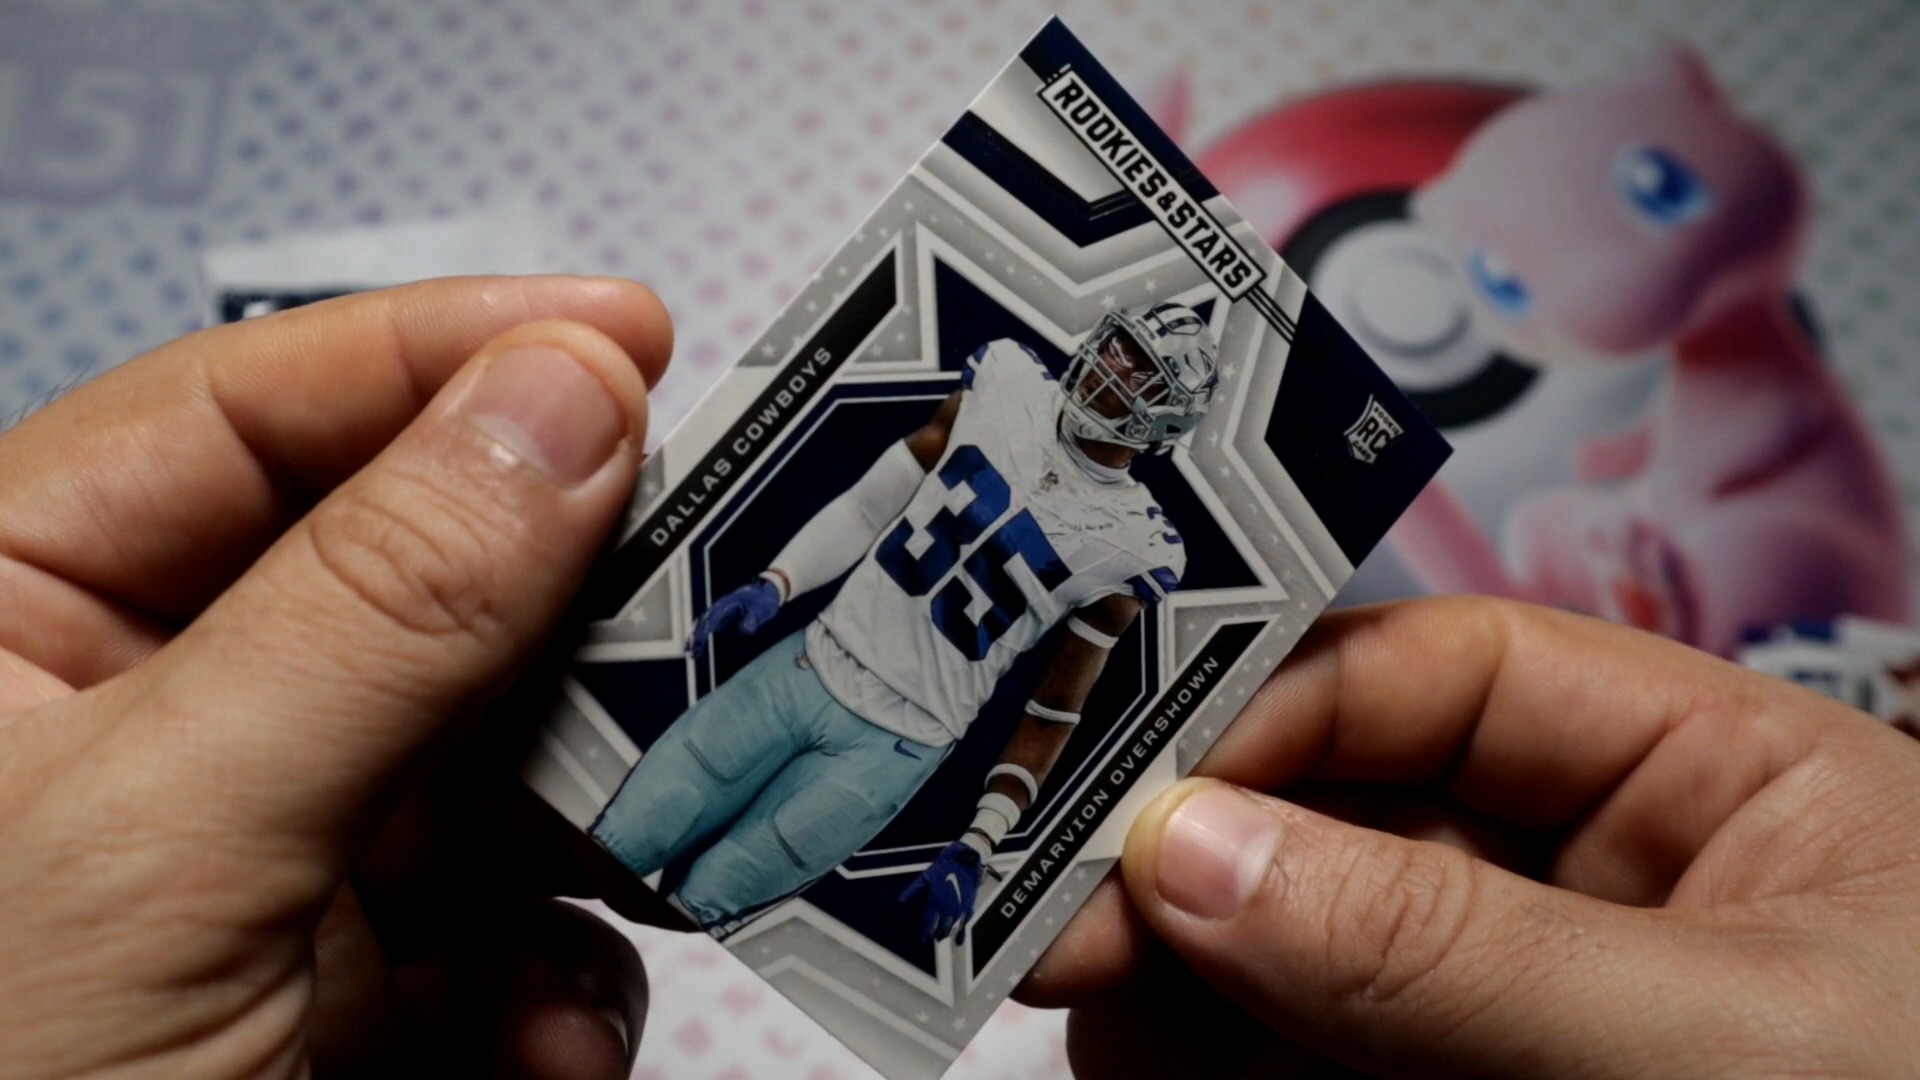 151
ROOKIES&STARS
RC
DALLAS COWBOYS
35
DEMARVION OVERSHOWN